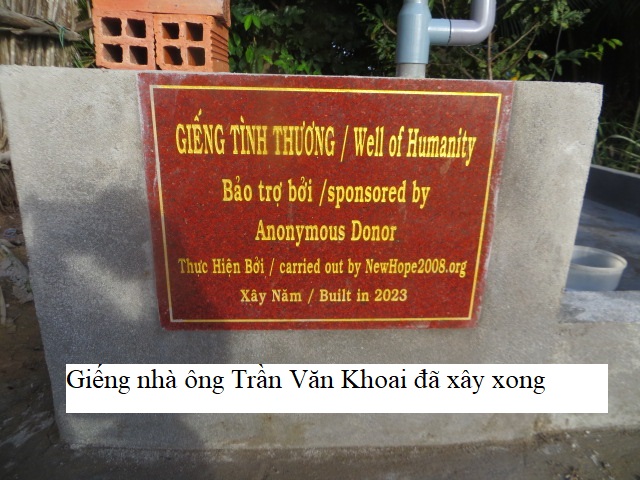 GIẾNG TÌNH THƯƠNG / Well of Humanity
Bảo trợ bởi /sponsored by
Anonymous Donor
Thực Hiện Bởi / carried out by NewHope2008.org
Xây Năm / Built in 2023
Giếng nhà ông Trần Văn Khoai đã xây xong